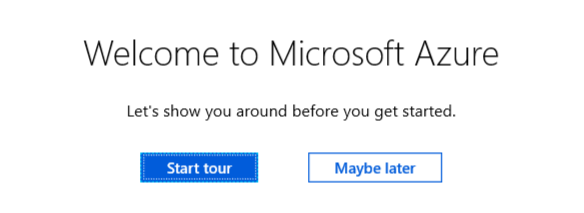 Welcome to Microsoft Azure
Let's show you around before you get started.
Start tour
Maybe later